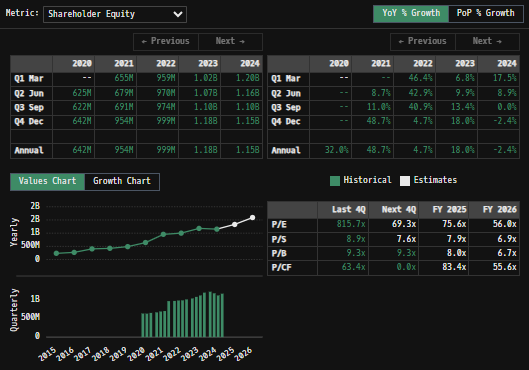 Metric: Shareholder Equity YoY % Growth PoP % Growth
← Previous Next → ← Previous Next →
2020 2021 2022 2023 2024 2020 2021 2022 2023 2024
Q1 Mar -- 655M 959M 1.02B 1.20B Q1 Mar -- -- 46.4% 6.8% 17.5%
Q2 Jun 625M 679M 970M 1.07B 1.16B Q2 Jun -- 8.7% 42.9% 9.9% 8.9%
Q3 Sep 622M 691M 974M 1.10B 1.10B Q3 Sep -- 11.0% 40.9% 13.4% 0.0%
Q4 Dec 642M 954M 999M 1.18B 1.15B Q4 Dec -- 48.7% 4.7% 18.0% -2.4%
Annual 642M 954M 999M 1.18B 1.15B Annual 32.0% 48.7% 4.7% 18.0% -2.4%
Values Chart Growth Chart Historical Estimates
Last 4Q Next 4Q FY 2025 FY 2026
P/E 815.7x 69.3x 75.6x 56.0x
P/S 8.9x 7.6x 7.9x 6.9x
P/B 9.3x 9.3x 8.0x 6.7x
P/CF 63.4x 0.0x 83.4x 55.6x
Yearly
2B
2B
1B
500M
0
Quarterly
1B
500M
0
2015 2016 2017 2018 2019 2020 2021 2022 2023 2024 2025 2026